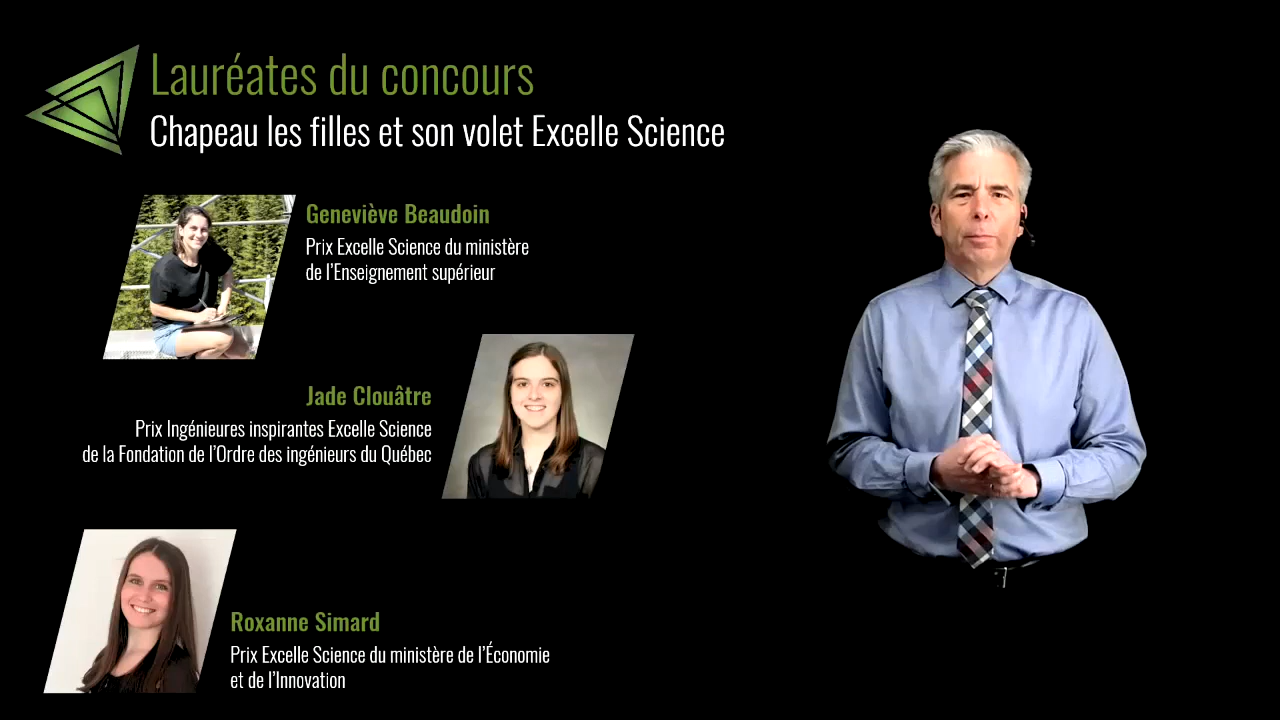 Lauréates du concours
Chapeau les filles et son volet Excelle Science
Geneviève Beaudoin
Prix Excelle Science du ministère
de l'Enseignement supérieur
Jade Clouâtre
Prix Ingénieures inspirantes Excelle Science
de la Fondation de l'Ordre des ingénieurs du Québec
Roxanne Simard
Prix Excelle Science du ministère de l'Économie
et de l'Innovation